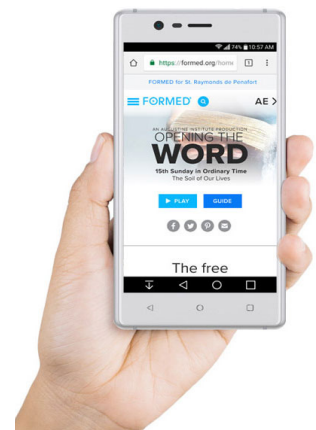 74% 10:57 AM
https://formed.org/home 1
FORMED for St. Raymonds de Penafort
FORMED AE
AN AUGUSTINE INSTITUTE PRODUCTION
OPENING THE
WORD
15th Sunday in Ordinary Time
The Soil of Our Lives
PLAY GUIDE
The free